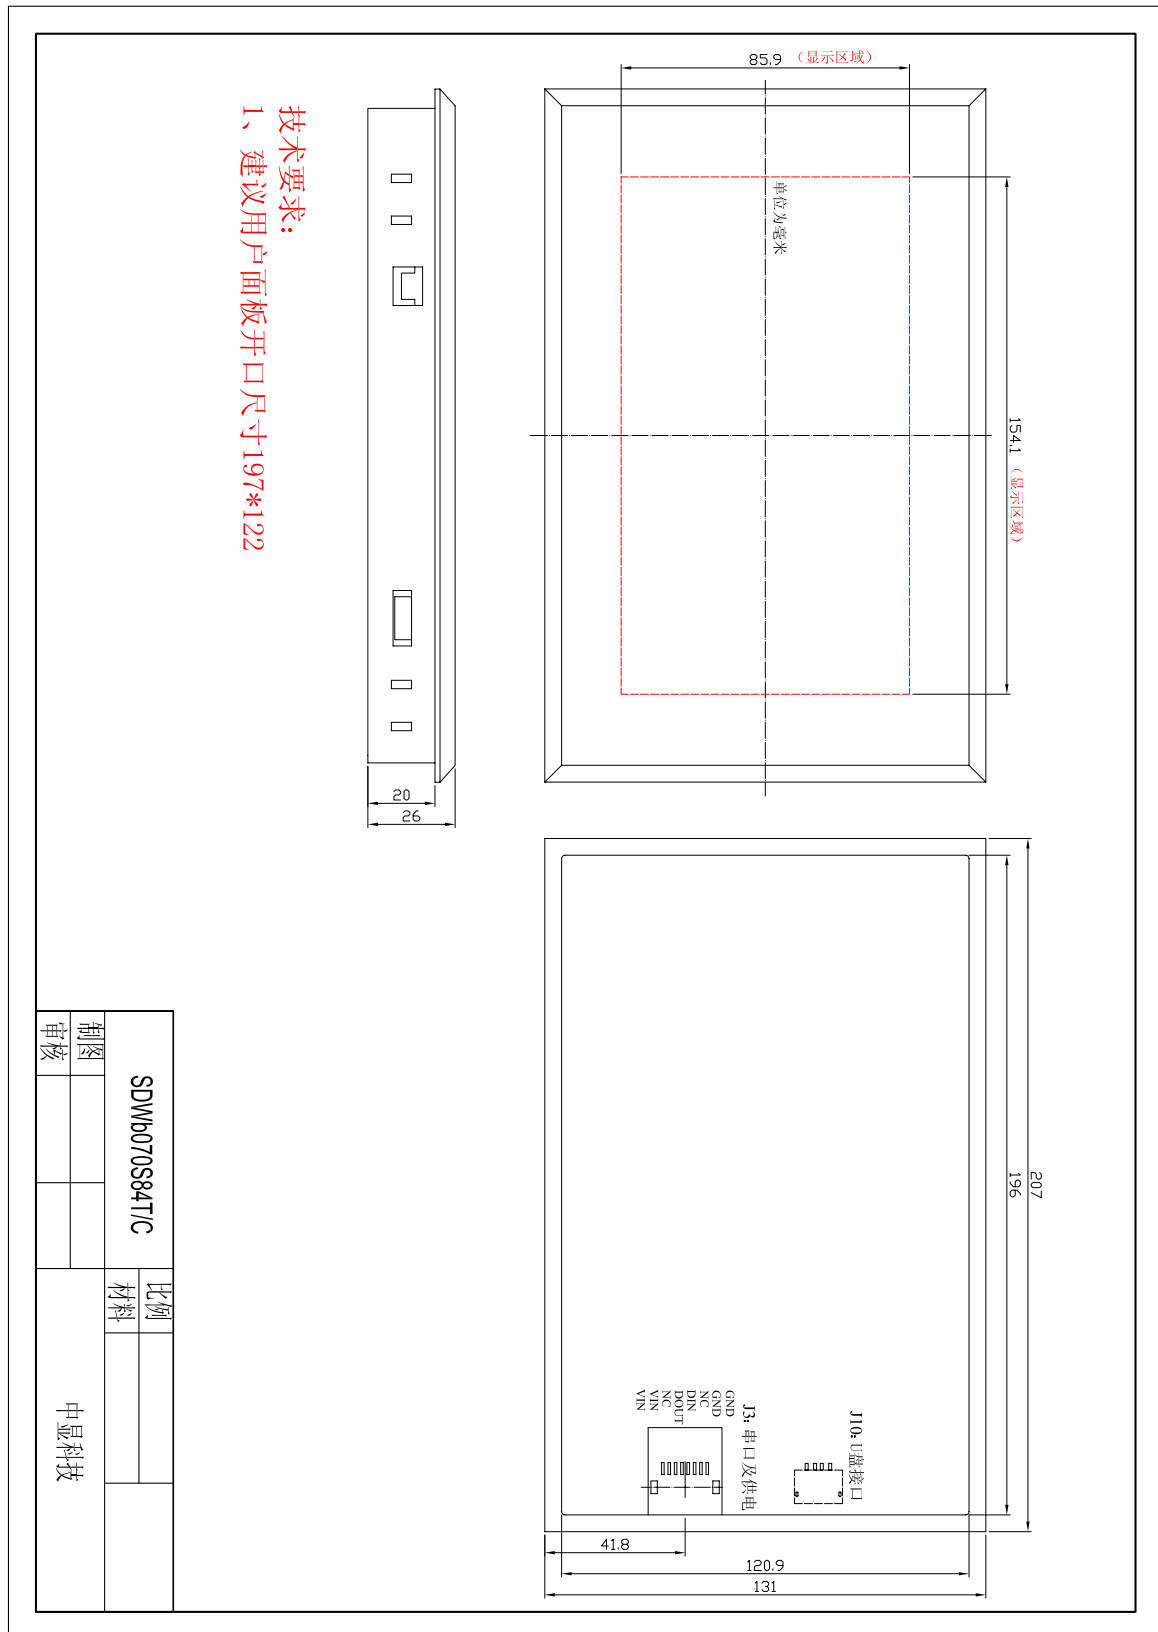 85.9 (显示区域)
单位为毫米
154.1 (显示区域)
技术要求：
1、建议用户面板开口尺寸197*122
20
26
207
196
J10: U盘接口
J3: 串口及供电
GND
GND
NC
DIN
DOUT
NC
VIN
VIN
41.8
120.9
131
SDWb070S84T/C
比例
材料
制图
审核
中显科技